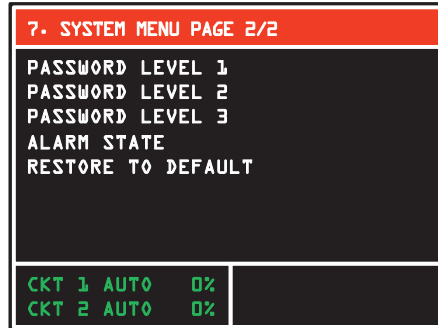 7. SYSTEM MENU PAGE 2/2
PASSWORD LEVEL 1
PASSWORD LEVEL 2
PASSWORD LEVEL 3
ALARM STATE
RESTORE TO DEFAULT
CKT 1 AUTO 0%
CKT 2 AUTO 0%